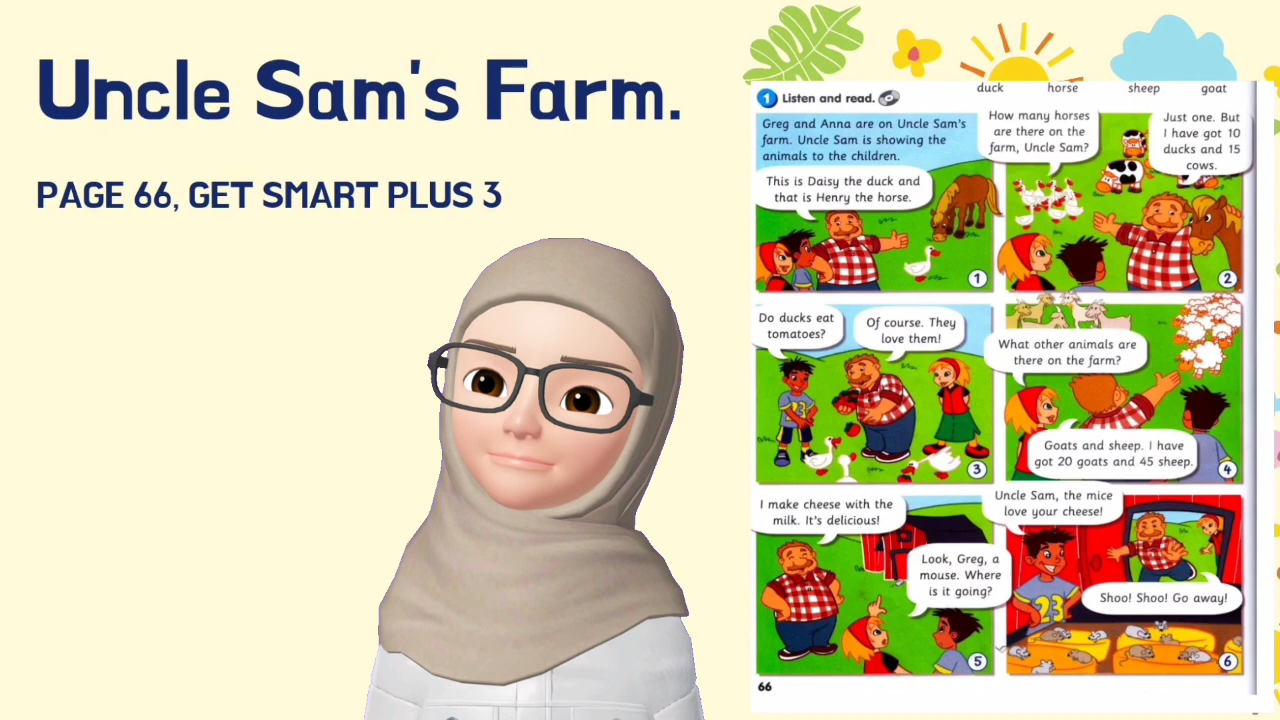 Uncle Sam's Farm.
PAGE 66, GET SMART PLUS 3
duck horse sheep goat
1 Listen and read.
Greg and Anna are on Uncle Sam's
farm. Uncle Sam is showing the
animals to the children.
This is Daisy the duck and
that is Henry the horse.
1
How many horses
are there on the
farm, Uncle Sam?
Just one. But
I have got 10
ducks and 15
cows.
2
Do ducks eat
tomatoes?
Of course. They
love them!
23
3
What other animals are
there on the farm?
Goats and sheep. I have
got 20 goats and 45 sheep.
4
I make cheese with the
milk. It's delicious!
Look, Greg, a
mouse. Where
is it going?
5
Uncle Sam, the mice
love your cheese!
Shoo! Shoo! Go away!
23
6
66